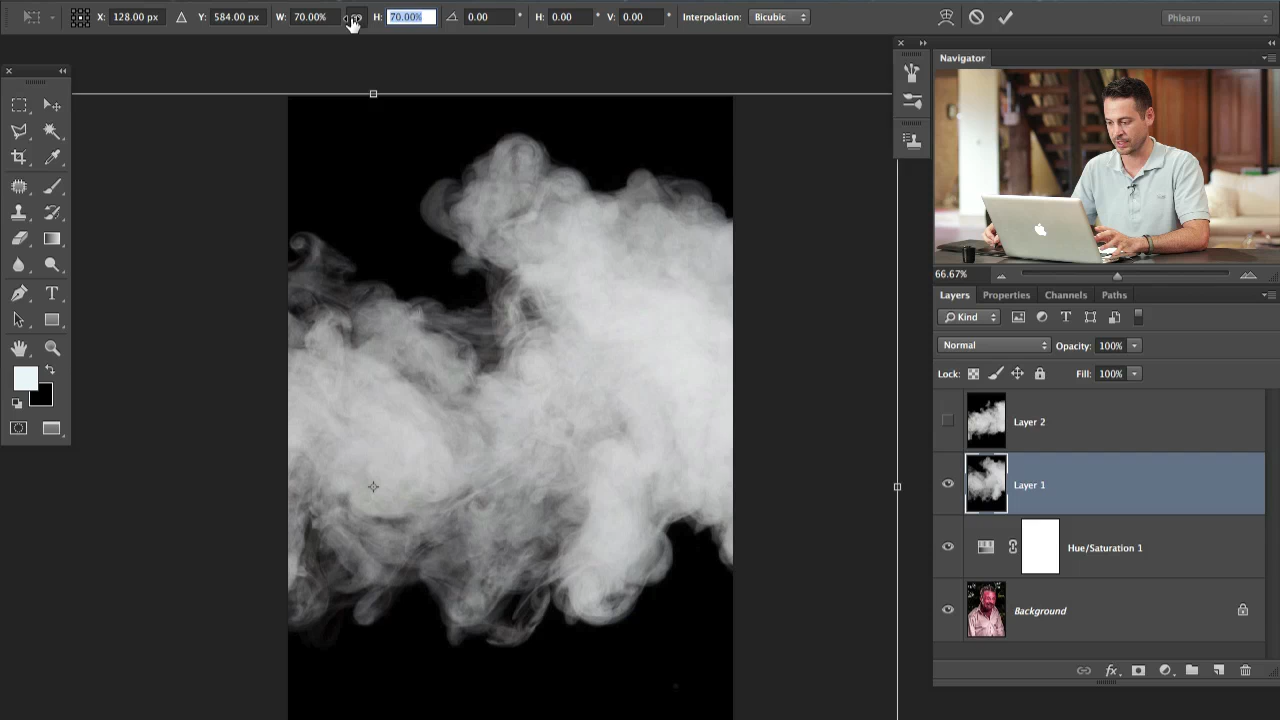 X: 128.00 px Y: 584.00 px W: 70.00% H: 70.00% 0.00 ° H: 0.00 ° V: 0.00 ° Interpolation: Bicubic Phlearn
Navigator
66.67%
Layers Properties Channels Paths
Kind T
Normal Opacity: 100%
Lock: Fill: 100%
Layer 2
Layer 1
Hue/Saturation 1
Background
fx